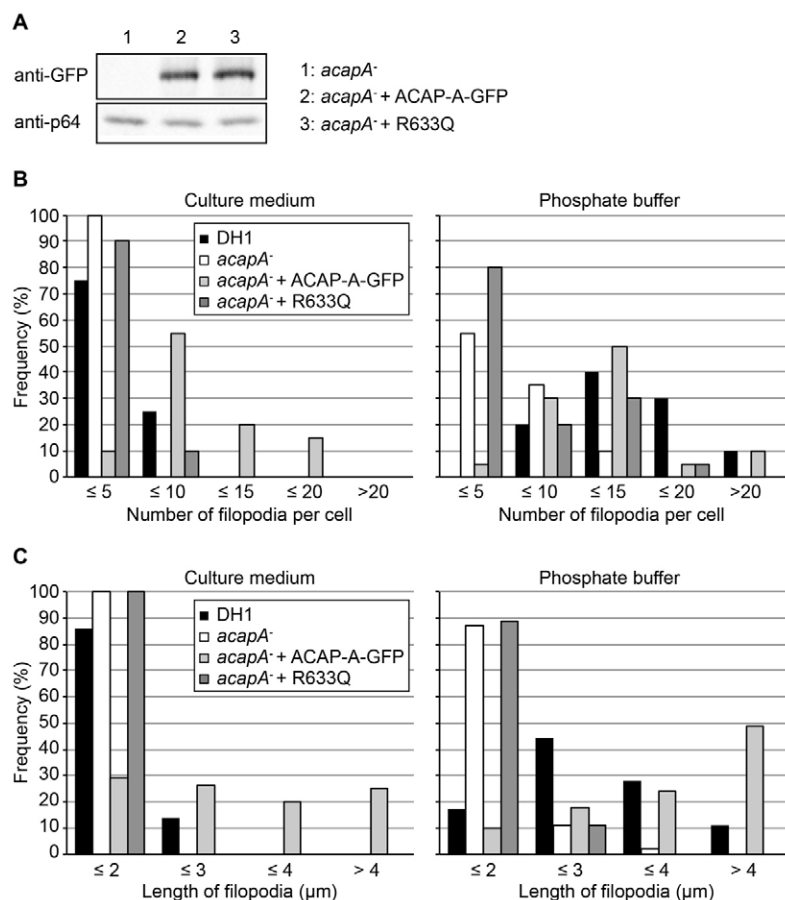 A
1 2 3
anti-GFP
anti-p64
1: acapA-
2: acapA- + ACAP-A-GFP
3: acapA- + R633Q
B
Culture medium
Frequency (%)
100
90
80
70
60
50
40
30
20
10
0
DH1
acapA-
acapA- + ACAP-A-GFP
acapA- + R633Q
≤ 5 ≤ 10 ≤ 15 ≤ 20 >20
Number of filopodia per cell
Phosphate buffer
≤ 5 ≤ 10 ≤ 15 ≤ 20 >20
Number of filopodia per cell
C
Culture medium
Frequency (%)
100
90
80
70
60
50
40
30
20
10
0
DH1
acapA-
acapA- + ACAP-A-GFP
acapA- + R633Q
≤ 2 ≤ 3 ≤ 4 > 4
Length of filopodia (µm)
Phosphate buffer
≤ 2 ≤ 3 ≤ 4 > 4
Length of filopodia (µm)